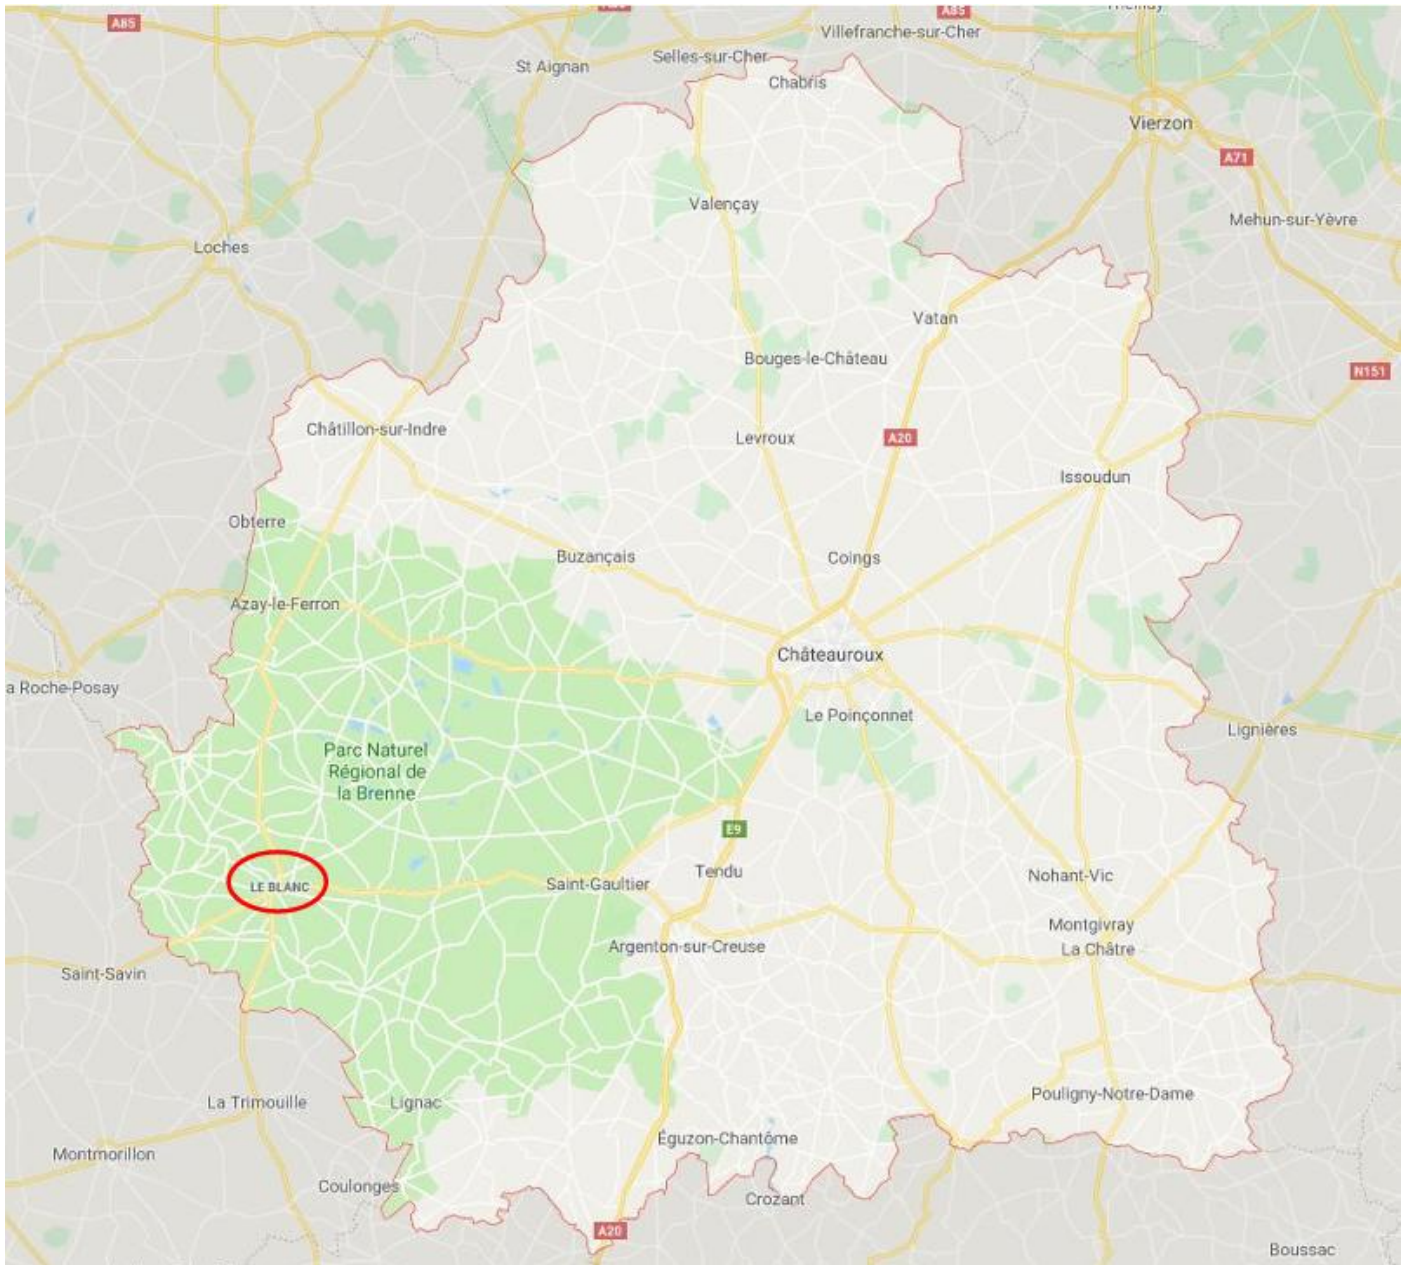 A85
A85
Villefranche-sur-Cher
Selles-sur-Cher
St Aignan
Chabris
Vierzon
A71
Valençay
Mehun-sur-Yèvre
Loches
Vatan
Bouges-le-Château
N151
Châtillon-sur-Indre
Levroux
A20
Issoudun
Obterre
Buzançais
Coings
Azay-le-Ferron
Châteauroux
a Roche-Posay
Le Poinçonnet
Lignières
Parc Naturel
Régional de
la Brenne
E9
Tendu
Nohant-Vic
LE BLANC
Saint-Gaultier
Montgivray
Argenton-sur-Creuse
La Châtre
Saint-Savin
Pouligny-Notre-Dame
La Trimouille
Lignac
Éguzon-Chantôme
Montmorillon
Coulonges
Crozant
A20
Boussac